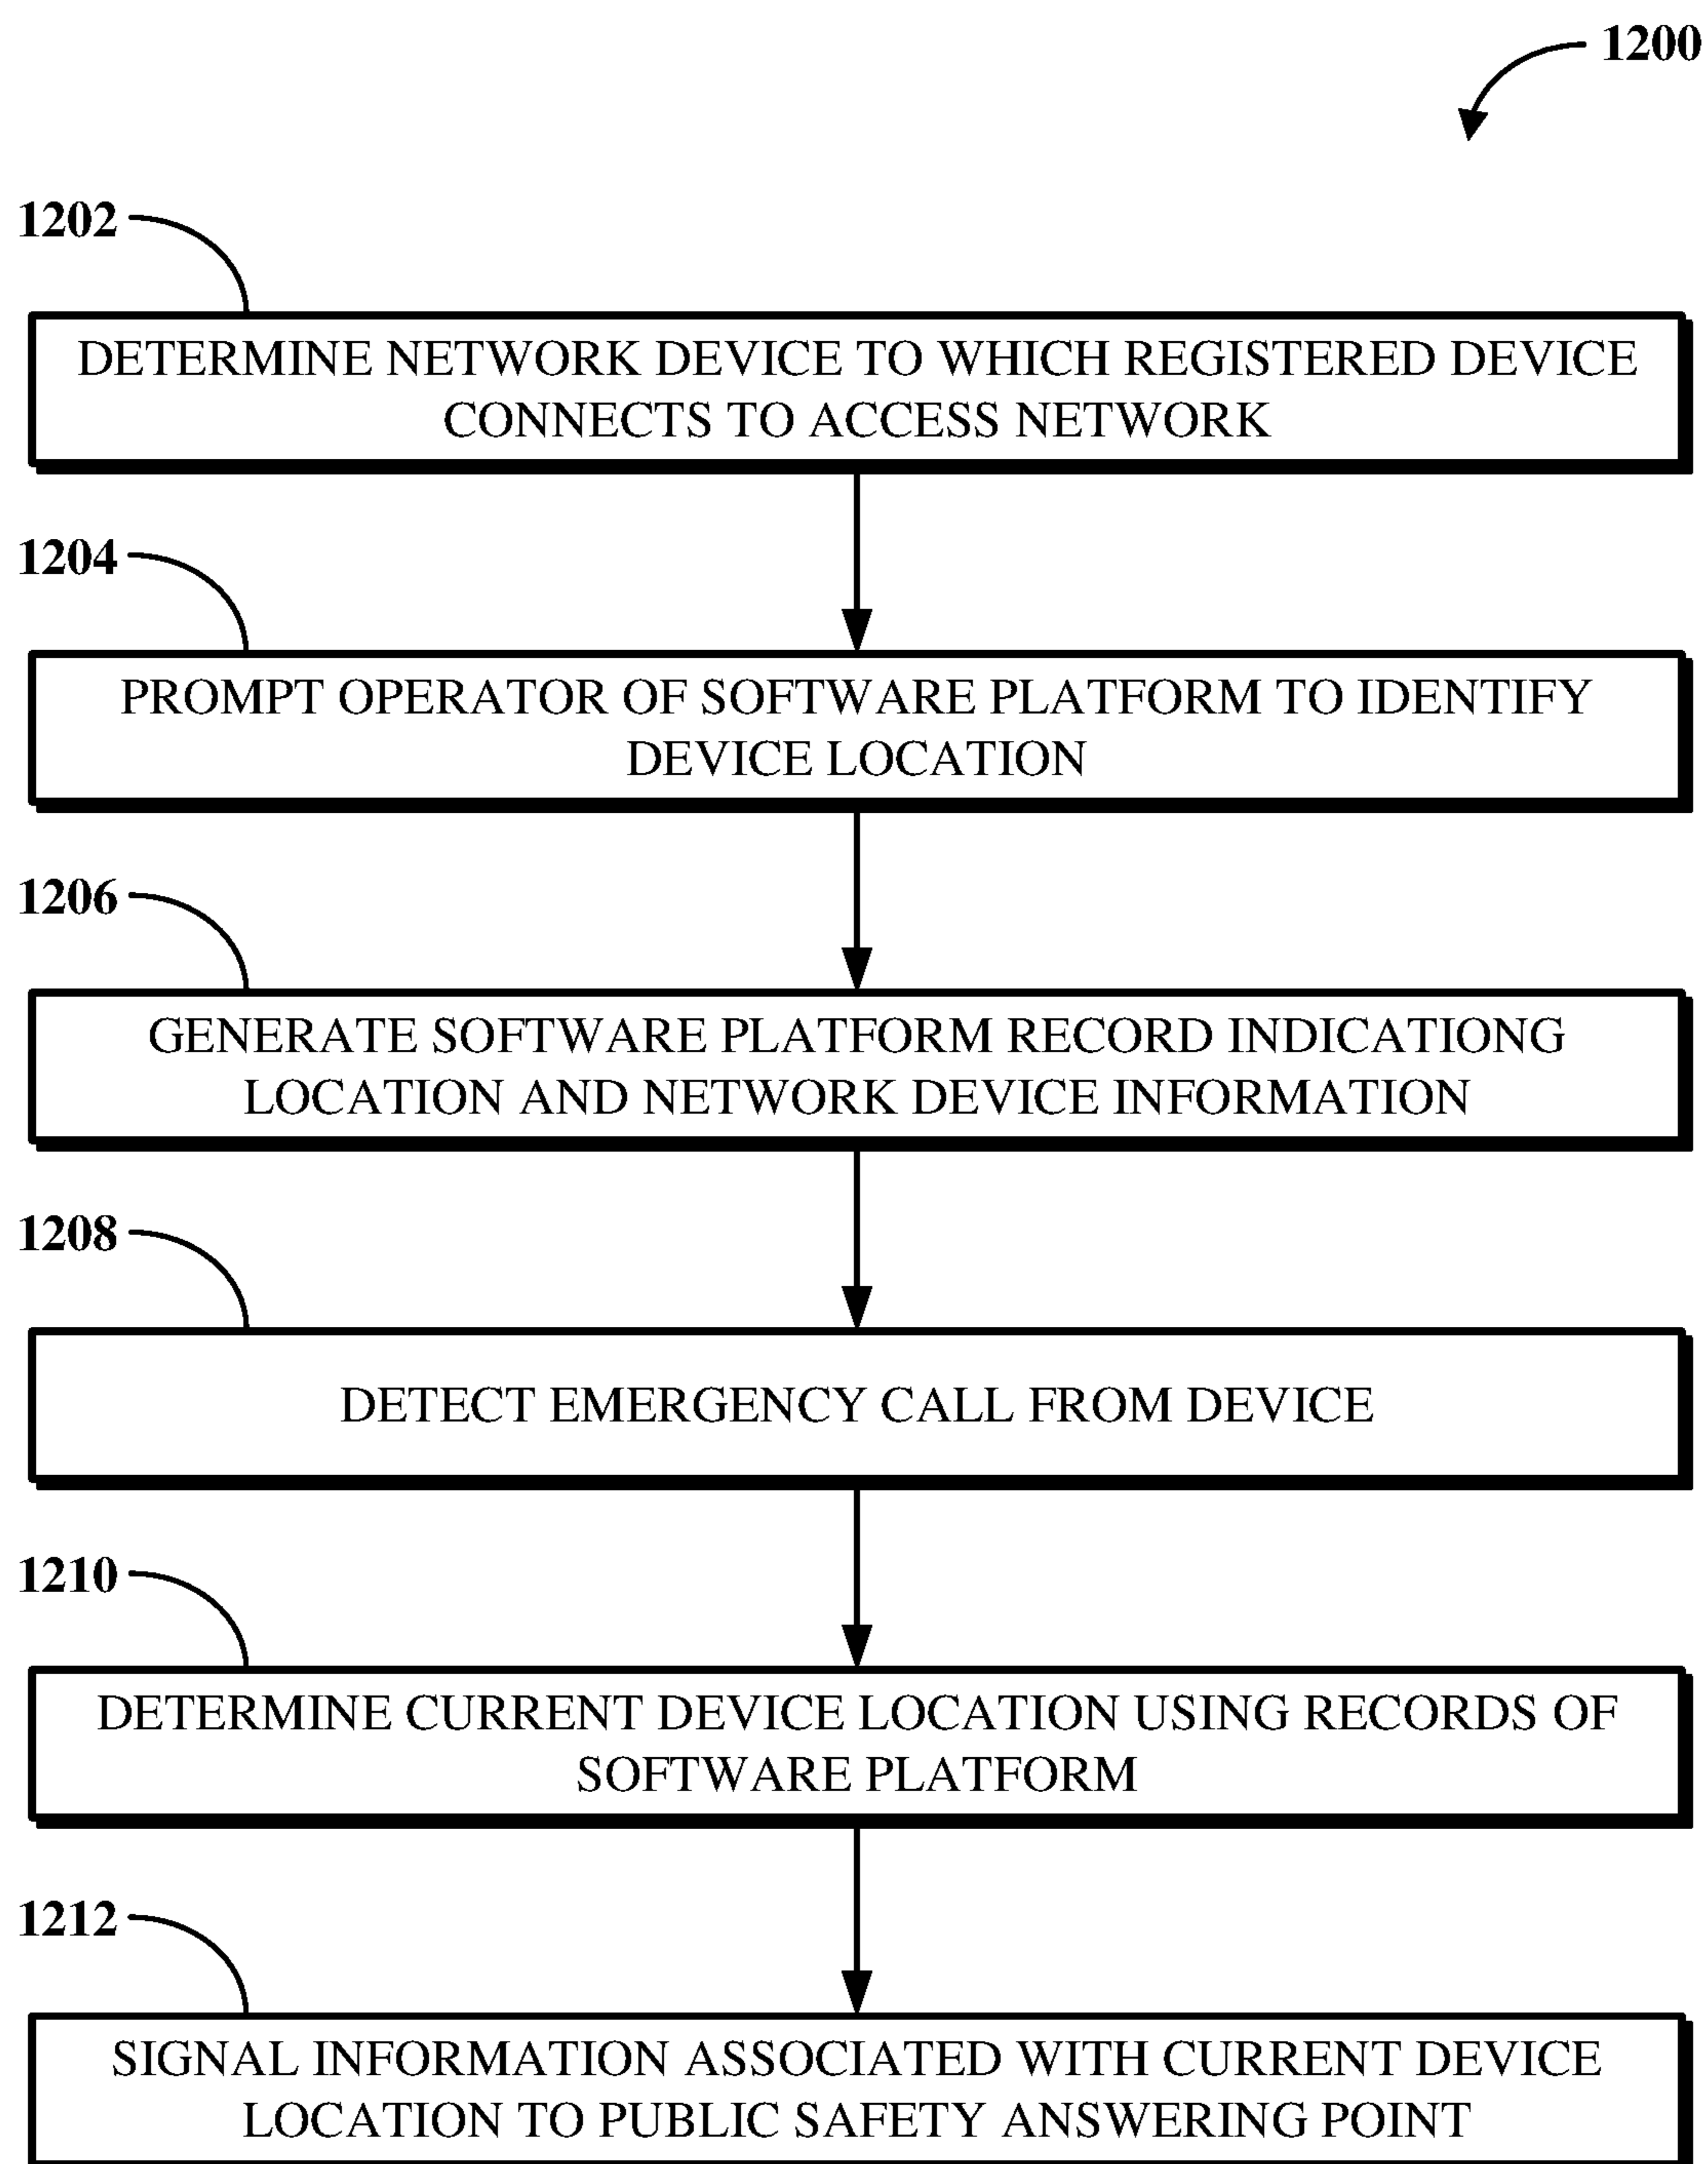 1200
1202
DETERMINE NETWORK DEVICE TO WHICH REGISTERED DEVICE
CONNECTS TO ACCESS NETWORK
1204
PROMPT OPERATOR OF SOFTWARE PLATFORM TO IDENTIFY
DEVICE LOCATION
1206
GENERATE SOFTWARE PLATFORM RECORD INDICATIONG
LOCATION AND NETWORK DEVICE INFORMATION
1208
DETECT EMERGENCY CALL FROM DEVICE
1210
DETERMINE CURRENT DEVICE LOCATION USING RECORDS OF
SOFTWARE PLATFORM
1212
SIGNAL INFORMATION ASSOCIATED WITH CURRENT DEVICE
LOCATION TO PUBLIC SAFETY ANSWERING POINT